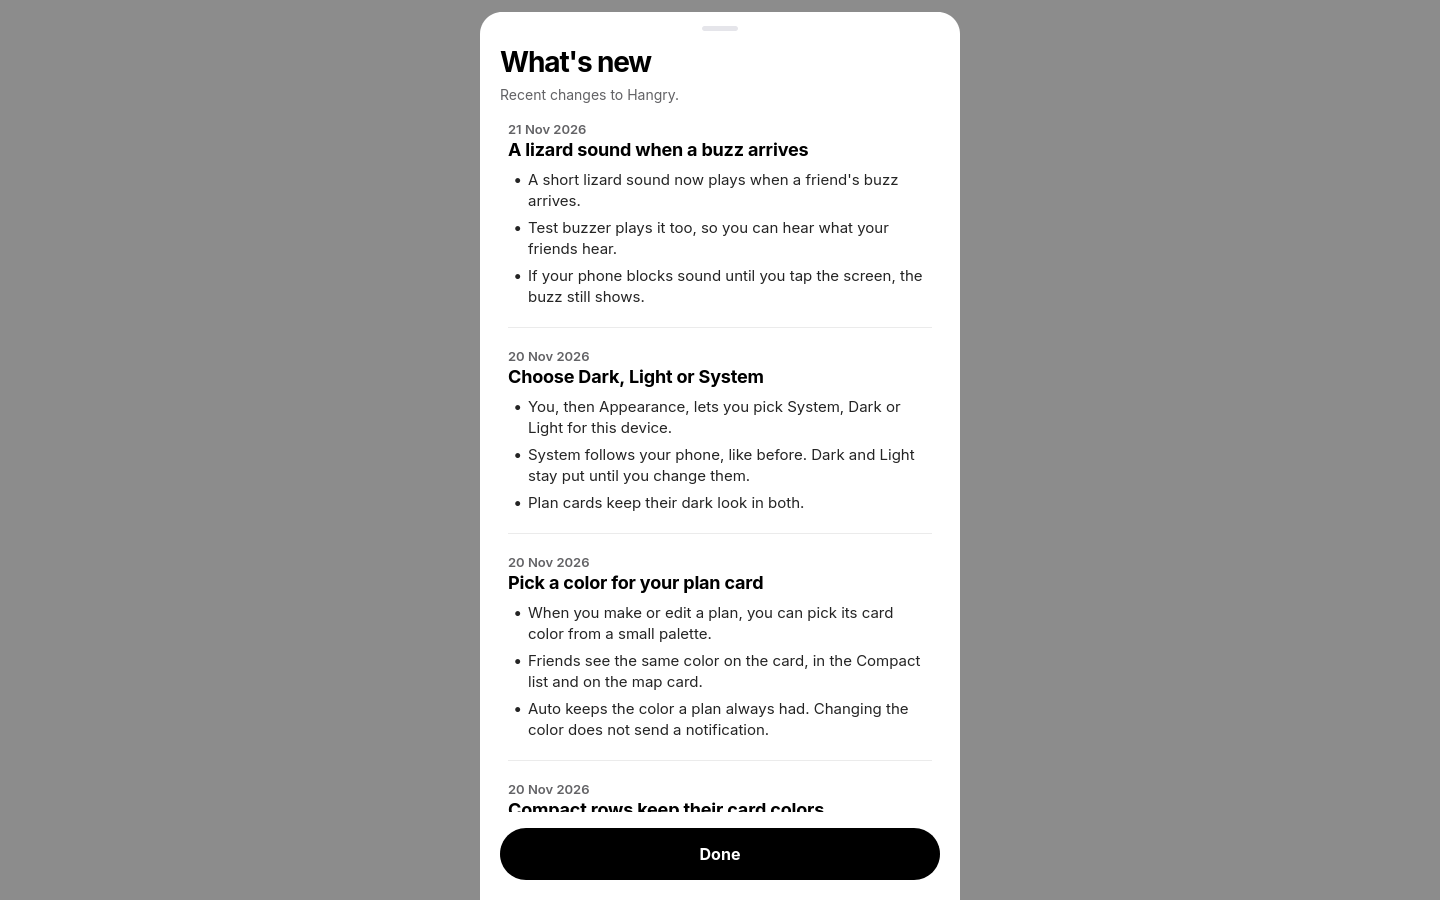 What's new
Recent changes to Hangry.
21 Nov 2026
A lizard sound when a buzz arrives
• A short lizard sound now plays when a friend's buzz
arrives.
• Test buzzer plays it too, so you can hear what your
friends hear.
• If your phone blocks sound until you tap the screen, the
buzz still shows.
20 Nov 2026
Choose Dark, Light or System
• You, then Appearance, lets you pick System, Dark or
Light for this device.
• System follows your phone, like before. Dark and Light
stay put until you change them.
• Plan cards keep their dark look in both.
20 Nov 2026
Pick a color for your plan card
• When you make or edit a plan, you can pick its card
color from a small palette.
• Friends see the same color on the card, in the Compact
list and on the map card.
• Auto keeps the color a plan always had. Changing the
color does not send a notification.
20 Nov 2026
Compact rows keep their card colors
Done